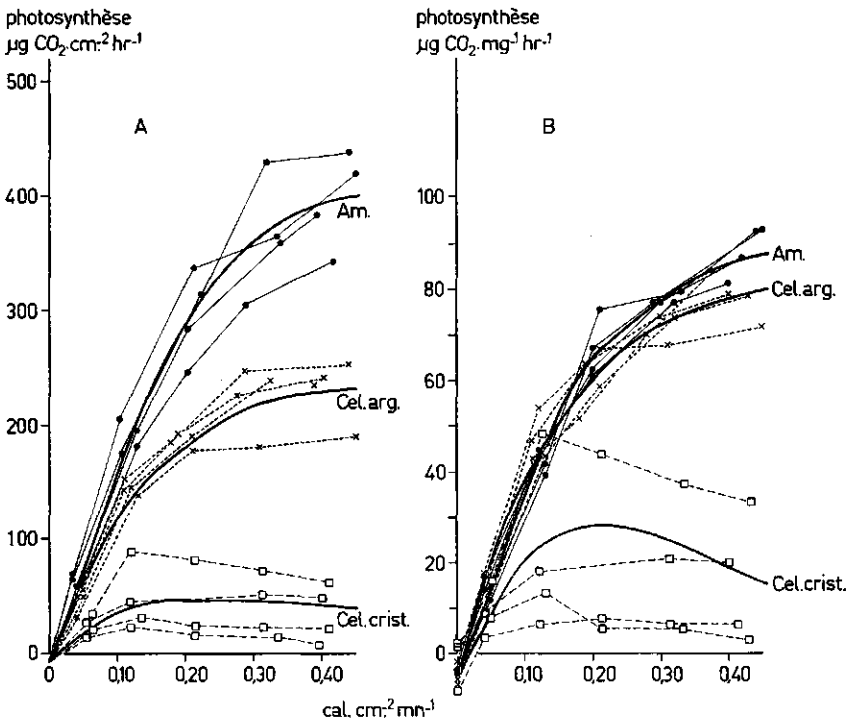 photosynthèse
µg CO₂.cm⁻² hr⁻¹
500
400
300
200
100
0
A
Am.
Cel.arg.
Cel.crist.
0 0,10 0,20 0,30 0,40
photosynthèse
µg CO₂.mg⁻¹ hr⁻¹
100
80
60
40
20
0
B
Am.
Cel.arg.
Cel.crist.
0,10 0,20 0,30 0,40
cal. cm⁻² mn⁻¹